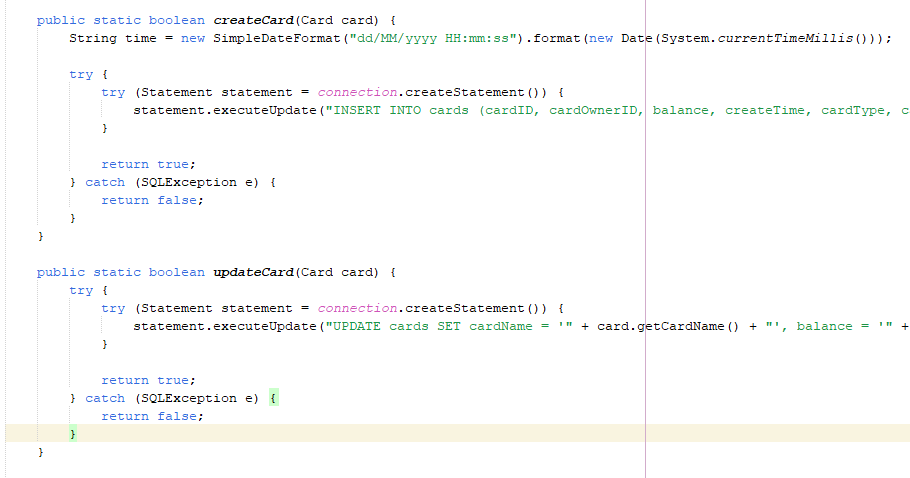 public static boolean createCard(Card card) {
String time = new SimpleDateFormat("dd/MM/yyyy HH:mm:ss").format(new Date(System.currentTimeMillis()));
try {
try (Statement statement = connection.createStatement()) {
statement.executeUpdate("INSERT INTO cards (cardID, cardOwnerID, balance, createTime, cardType, c
}
return true;
} catch (SQLException e) {
return false;
}
}
public static boolean updateCard(Card card) {
try {
try (Statement statement = connection.createStatement()) {
statement.executeUpdate("UPDATE cards SET cardName = '" + card.getCardName() + "', balance = '" +
}
return true;
} catch (SQLException e) {
return false;
}
}